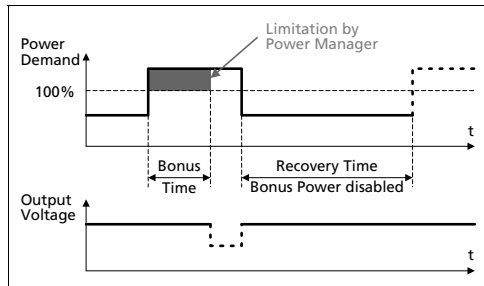 Limitation by
Power Manager
Power
Demand
100%
t
Bonus
Time
Recovery Time
Bonus Power disabled
Output
Voltage
t